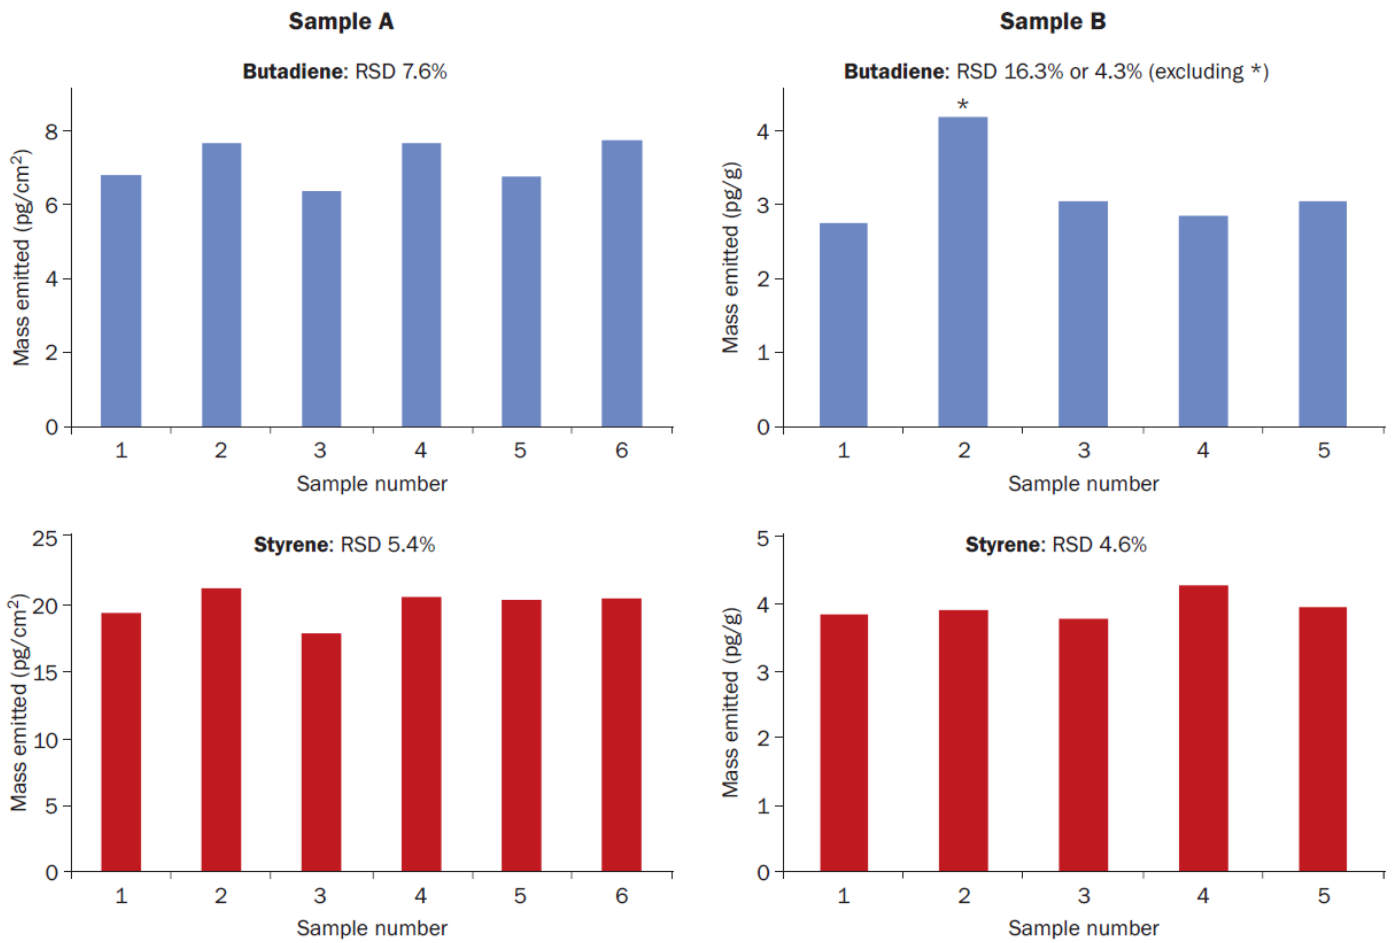 Sample A
Butadiene: RSD 7.6%
Mass emitted (pg/cm²)
8
6
4
2
0
1 2 3 4 5 6
Sample number
Sample B
Butadiene: RSD 16.3% or 4.3% (excluding *)
*
Mass emitted (pg/g)
4
3
2
1
0
1 2 3 4 5
Sample number
Styrene: RSD 5.4%
Mass emitted (pg/cm²)
25
20
15
10
5
0
1 2 3 4 5 6
Sample number
Styrene: RSD 4.6%
Mass emitted (pg/g)
5
4
3
2
1
0
1 2 3 4 5
Sample number